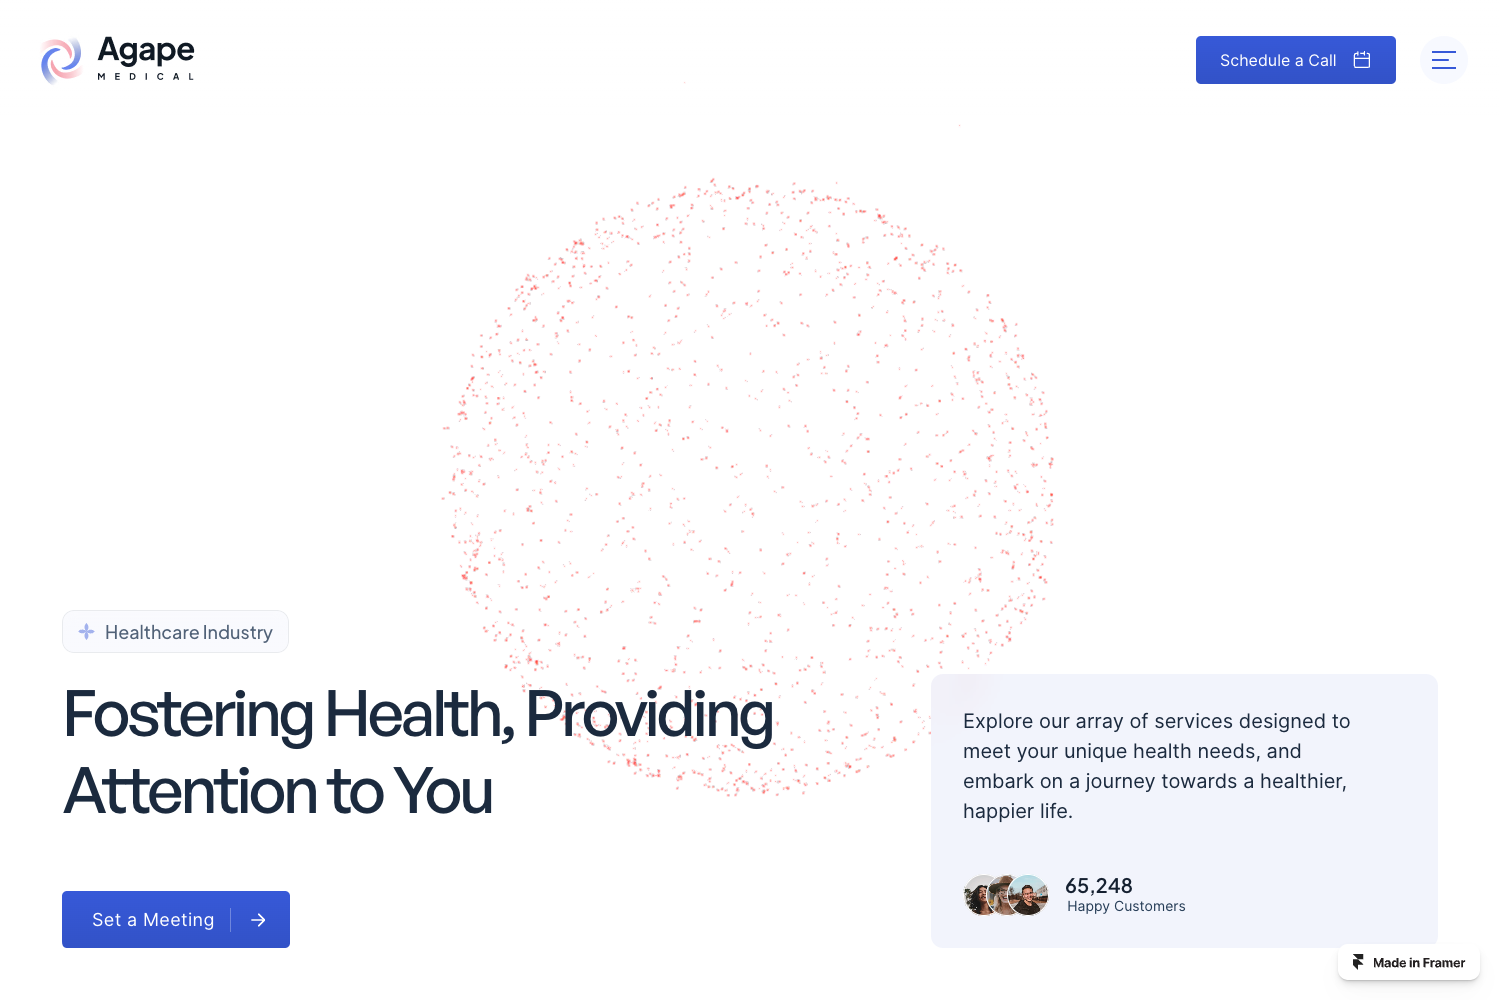 Agape
MEDICAL
Schedule a Call
Healthcare Industry
Fostering Health, Providing
Attention to You
Set a Meeting
Explore our array of services designed to
meet your unique health needs, and
embark on a journey towards a healthier,
happier life.
65,248
Happy Customers
Made in Framer